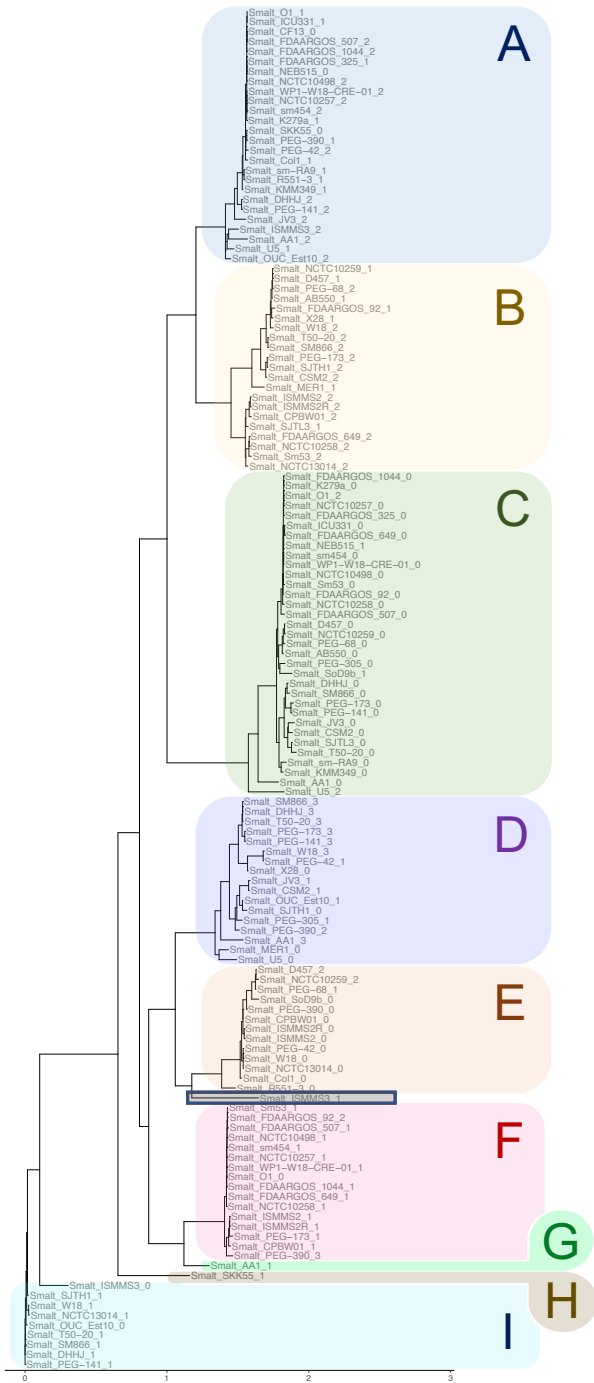 Smalt_O1_1
Smalt_ICU331_1
Smalt_CF13_0
Smalt_FDAARGOS_507_2
Smalt_FDAARGOS_1044_2
Smalt_FDAARGOS_325_1
Smalt_NEB515_0
Smalt_NCTC10498_2
Smalt_WP1-W18-CRE-01_2
Smalt_NCTC10257_2
Smalt_sm454_2
Smalt_K279a_1
Smalt_SKK55_0
Smalt_PEG-390_1
Smalt_PEG-42_2
Smalt_Col1_1
Smalt_sm-RA9_1
Smalt_R551-3_1
Smalt_KMM349_1
Smalt_DHHJ_2
Smalt_PEG-141_2
Smalt_JV3_2
Smalt_ISMMS3_2
Smalt_AA1_2
Smalt_U5_1
Smalt_OUC_Est10_2
A
Smalt_NCTC10259_1
Smalt_D457_1
Smalt_PEG-68_2
Smalt_AB550_1
Smalt_FDAARGOS_92_1
Smalt_X28_1
Smalt_W18_2
Smalt_T50-20_2
Smalt_SM866_2
Smalt_PEG-173_2
Smalt_SJTH1_2
Smalt_CSM2_2
Smalt_MER1_1
Smalt_ISMMS2_2
Smalt_ISMMS2R_2
Smalt_CPBW01_2
Smalt_SJTL3_1
Smalt_FDAARGOS_649_2
Smalt_NCTC10258_2
Smalt_Sm53_2
Smalt_NCTC13014_2
B
Smalt_FDAARGOS_1044_0
Smalt_K279a_0
Smalt_O1_2
Smalt_NCTC10257_0
Smalt_FDAARGOS_325_0
Smalt_ICU331_0
Smalt_FDAARGOS_649_0
Smalt_NEB515_1
Smalt_sm454_0
Smalt_WP1-W18-CRE-01_0
Smalt_NCTC10498_0
Smalt_Sm53_0
Smalt_FDAARGOS_92_0
Smalt_NCTC10258_0
Smalt_FDAARGOS_507_0
Smalt_D457_0
Smalt_NCTC10259_0
Smalt_PEG-68_0
Smalt_AB550_0
Smalt_PEG-305_0
Smalt_SoD9b_1
Smalt_DHHJ_0
Smalt_SM866_0
Smalt_PEG-173_0
Smalt_PEG-141_0
Smalt_JV3_0
Smalt_CSM2_0
Smalt_SJTL3_0
Smalt_T50-20_0
Smalt_sm-RA9_0
Smalt_KMM349_0
Smalt_AA1_0
Smalt_U5_2
C
Smalt_SM866_3
Smalt_DHHJ_3
Smalt_T50-20_3
Smalt_PEG-173_3
Smalt_PEG-141_3
Smalt_W18_3
Smalt_PEG-42_1
Smalt_X28_0
Smalt_JV3_1
Smalt_CSM2_1
Smalt_OUC_Est10_1
Smalt_SJTH1_0
Smalt_PEG-305_1
Smalt_PEG-390_2
Smalt_AA1_3
Smalt_MER1_0
Smalt_U5_0
D
Smalt_D457_2
Smalt_NCTC10259_2
Smalt_PEG-68_1
Smalt_SoD9b_0
Smalt_PEG-390_0
Smalt_CPBW01_0
Smalt_ISMMS2R_0
Smalt_ISMMS2_0
Smalt_PEG-42_0
Smalt_W18_0
Smalt_NCTC13014_0
Smalt_Col1_0
Smalt_R551-3_0
E
Smalt_ISMMS3_1
Smalt_Sm53_1
Smalt_FDAARGOS_92_2
Smalt_FDAARGOS_507_1
Smalt_NCTC10498_1
Smalt_sm454_1
Smalt_NCTC10257_1
Smalt_WP1-W18-CRE-01_1
Smalt_O1_0
Smalt_FDAARGOS_1044_1
Smalt_FDAARGOS_649_1
Smalt_NCTC10258_1
Smalt_ISMMS2_1
Smalt_ISMMS2R_1
Smalt_PEG-173_1
Smalt_CPBW01_1
Smalt_PEG-390_3
F
Smalt_AA1_1
G
Smalt_SKK55_1
H
Smalt_ISMMS3_0
Smalt_SJTH1_1
Smalt_W18_1
Smalt_NCTC13014_1
Smalt_OUC_Est10_0
Smalt_T50-20_1
Smalt_SM866_1
Smalt_DHHJ_1
Smalt_PEG-141_1
I
0 1 2 3